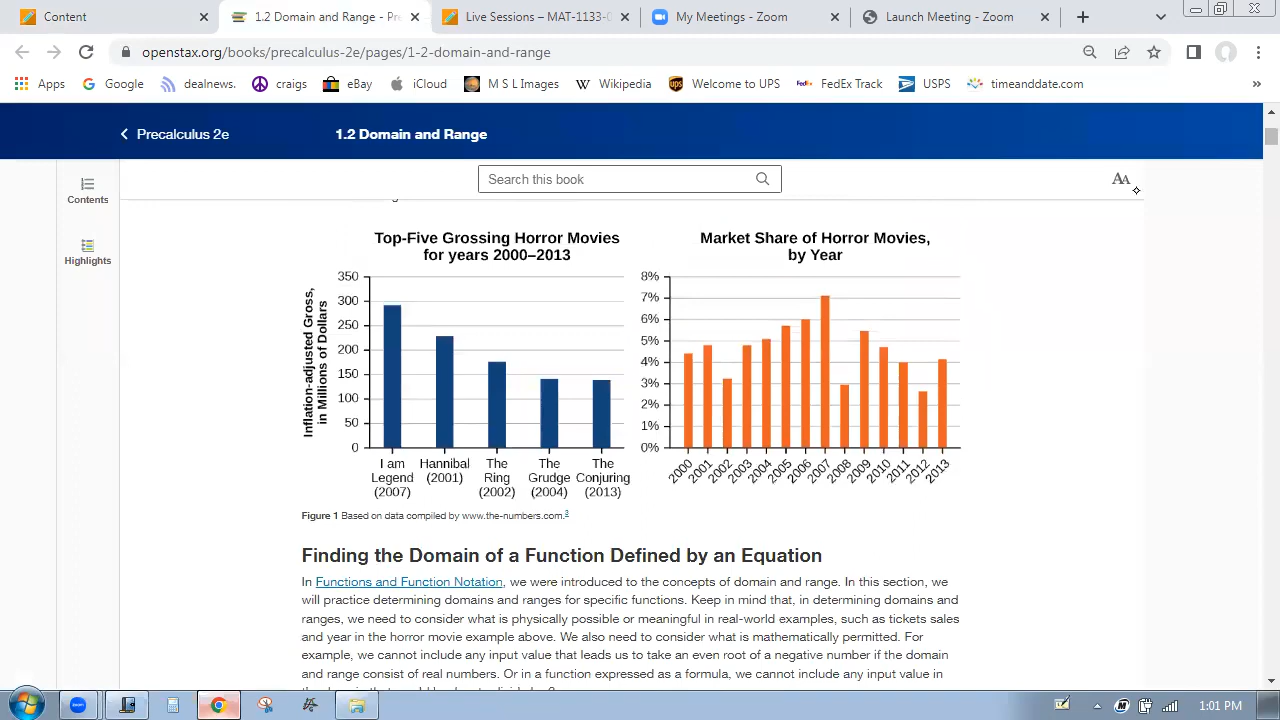 Content
1.2 Domain and Range - Pre
Live Sessions – MAT-1133-0
My Meetings - Zoom
Launch Meeting - Zoom
openstax.org/books/precalculus-2e/pages/1-2-domain-and-range
Apps
Google
dealnews.
craigs
eBay
iCloud
M S L Images
Wikipedia
Welcome to UPS
FedEx Track
USPS
timeanddate.com
»
Precalculus 2e
1.2 Domain and Range
Search this book
AA
Contents
Highlights
Top-Five Grossing Horror Movies
for years 2000–2013
Inflation-adjusted Gross,
in Millions of Dollars
350
300
250
200
150
100
50
0
I am
Legend
(2007)
Hannibal
(2001)
The
Ring
(2002)
The
Grudge
(2004)
The
Conjuring
(2013)
Market Share of Horror Movies,
by Year
8%
7%
6%
5%
4%
3%
2%
1%
0%
2000
2001
2002
2003
2004
2005
2006
2007
2008
2009
2010
2011
2012
2013
Figure 1 Based on data compiled by www.the-numbers.com.3
Finding the Domain of a Function Defined by an Equation
In Functions and Function Notation, we were introduced to the concepts of domain and range. In this section, we
will practice determining domains and ranges for specific functions. Keep in mind that, in determining domains and
ranges, we need to consider what is physically possible or meaningful in real-world examples, such as tickets sales
and year in the horror movie example above. We also need to consider what is mathematically permitted. For
example, we cannot include any input value that leads us to take an even root of a negative number if the domain
and range consist of real numbers. Or in a function expressed as a formula, we cannot include any input value in
1:01 PM